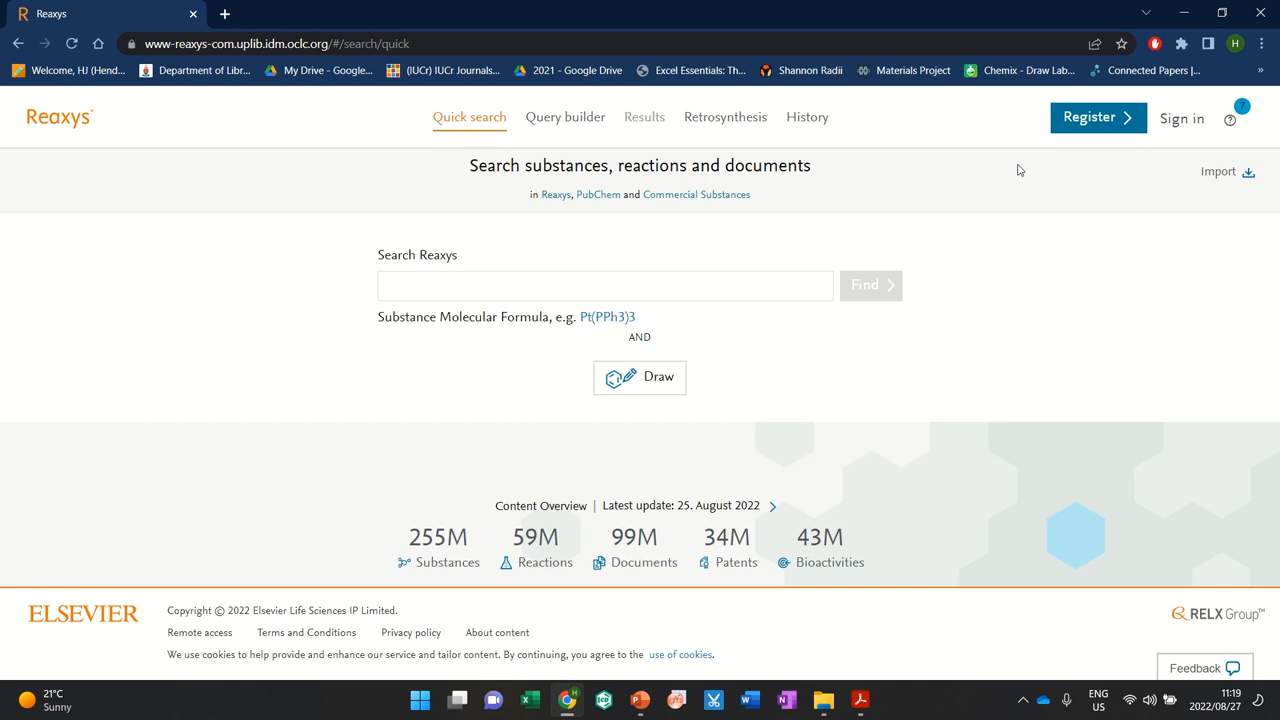 Reaxys
www-reaxys-com.uplib.idm.oclc.org/#/search/quick
H
Welcome, HJ (Hend...
Department of Libr...
My Drive - Google...
(IUCr) IUCr Journals...
2021 - Google Drive
Excel Essentials: Th...
Shannon Radii
Materials Project
Chemix - Draw Lab...
Connected Papers |...
»
Reaxys
Quick search
Query builder
Results
Retrosynthesis
History
Register
Sign in
7
Search substances, reactions and documents
in Reaxys, PubChem and Commercial Substances
Import
Search Reaxys
Find
Substance Molecular Formula, e.g. Pt(PPh3)3
AND
Draw
Content Overview | Latest update: 25. August 2022
255M 59M 99M 34M 43M
Substances Reactions Documents Patents Bioactivities
ELSEVIER
Copyright © 2022 Elsevier Life Sciences IP Limited.
Remote access Terms and Conditions Privacy policy About content
We use cookies to help provide and enhance our service and tailor content. By continuing, you agree to the use of cookies.
RELX Group™
Feedback
21°C
Sunny
ENG
US
11:19
2022/08/27